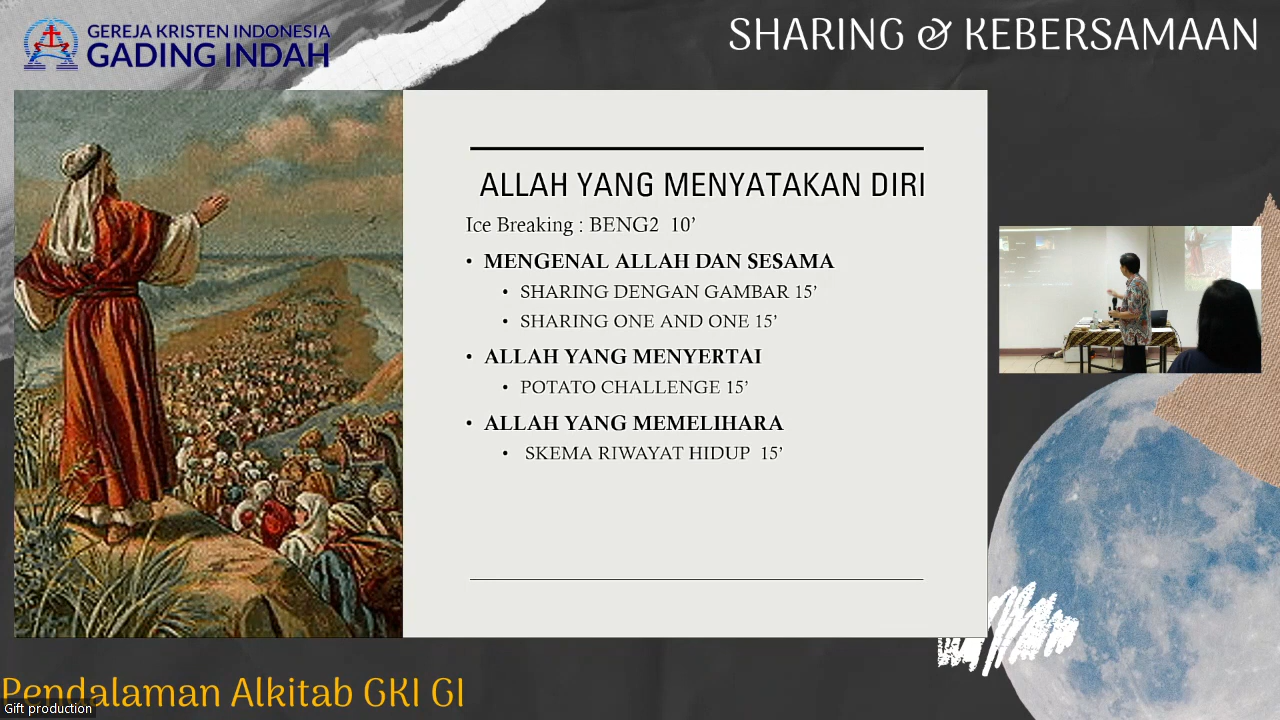 GEREJA KRISTEN INDONESIA
GADING INDAH
SHARING & KEBERSAMAAN
ALLAH YANG MENYATAKAN DIRI
Ice Breaking : BENG2 10’
• MENGENAL ALLAH DAN SESAMA
• SHARING DENGAN GAMBAR 15’
• SHARING ONE AND ONE 15’
• ALLAH YANG MENYERTAI
• POTATO CHALLENGE 15’
• ALLAH YANG MEMELIHARA
• SKEMA RIWAYAT HIDUP 15’
Pendalaman Alkitab GKI GI
Gift production